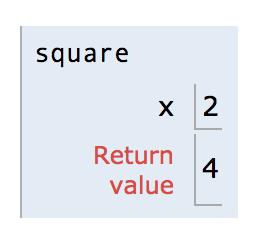 square
x 2
Return
value 4